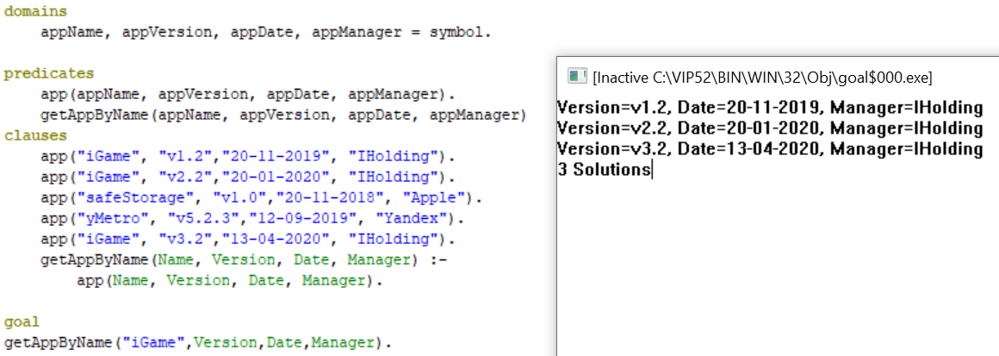 domains
appName, appVersion, appDate, appManager = symbol.
predicates
app(appName, appVersion, appDate, appManager).
getAppByName(appName, appVersion, appDate, appManager)
clauses
app("iGame", "v1.2","20-11-2019", "IHolding").
app("iGame", "v2.2","20-01-2020", "IHolding").
app("safeStorage", "v1.0","20-11-2018", "Apple").
app("yMetro", "v5.2.3","12-09-2019", "Yandex").
app("iGame", "v3.2","13-04-2020", "IHolding").
getAppByName(Name, Version, Date, Manager) :-
app(Name, Version, Date, Manager).
goal
getAppByName("iGame",Version,Date,Manager).
[Inactive C:\VIP52\BIN\WIN\32\Obj\goal$000.exe]
Version=v1.2, Date=20-11-2019, Manager=IHolding
Version=v2.2, Date=20-01-2020, Manager=IHolding
Version=v3.2, Date=13-04-2020, Manager=IHolding
3 Solutions